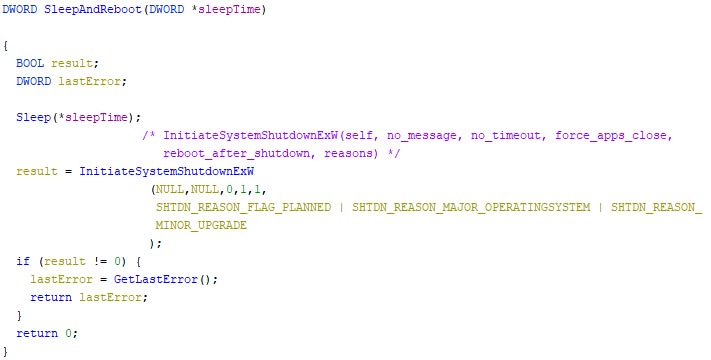 DWORD SleepAndReboot(DWORD *sleepTime)
{
BOOL result;
DWORD lastError;
Sleep(*sleepTime);
/* InitiateSystemShutdownExW(self, no_message, no_timeout, force_apps_close,
reboot_after_shutdown, reasons) */
result = InitiateSystemShutdownExW
(NULL,NULL,0,1,1,
SHTDN_REASON_FLAG_PLANNED | SHTDN_REASON_MAJOR_OPERATINGSYSTEM | SHTDN_REASON_
MINOR_UPGRADE
);
if (result != 0) {
lastError = GetLastError();
return lastError;
}
return 0;
}